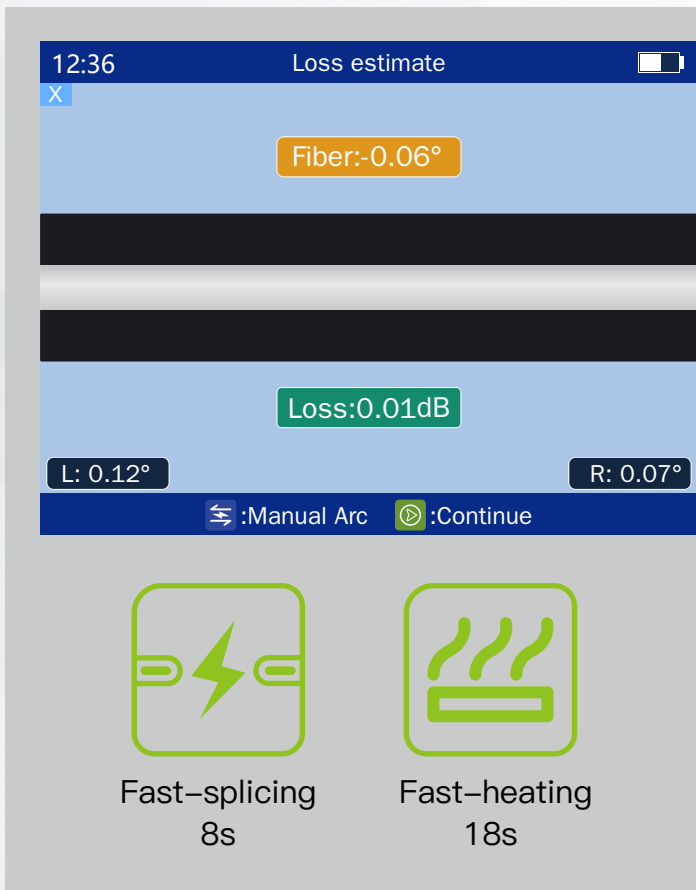 12:36 Loss estimate
X
Fiber:-0.06°
Loss:0.01dB
L: 0.12° R: 0.07°
:Manual Arc :Continue
Fast–splicing Fast–heating
8s 18s